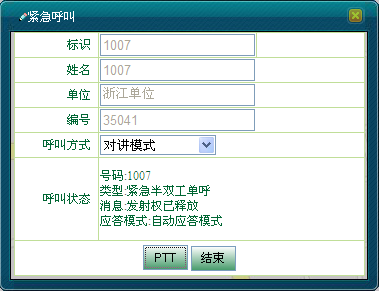 紧急呼叫
标识 1007
姓名 1007
单位 浙江单位
编号 35041
呼叫方式 对讲模式
呼叫状态
号码:1007
类型:紧急半双工单呼
消息:发射权已释放
应答模式:自动应答模式
PTT 结束